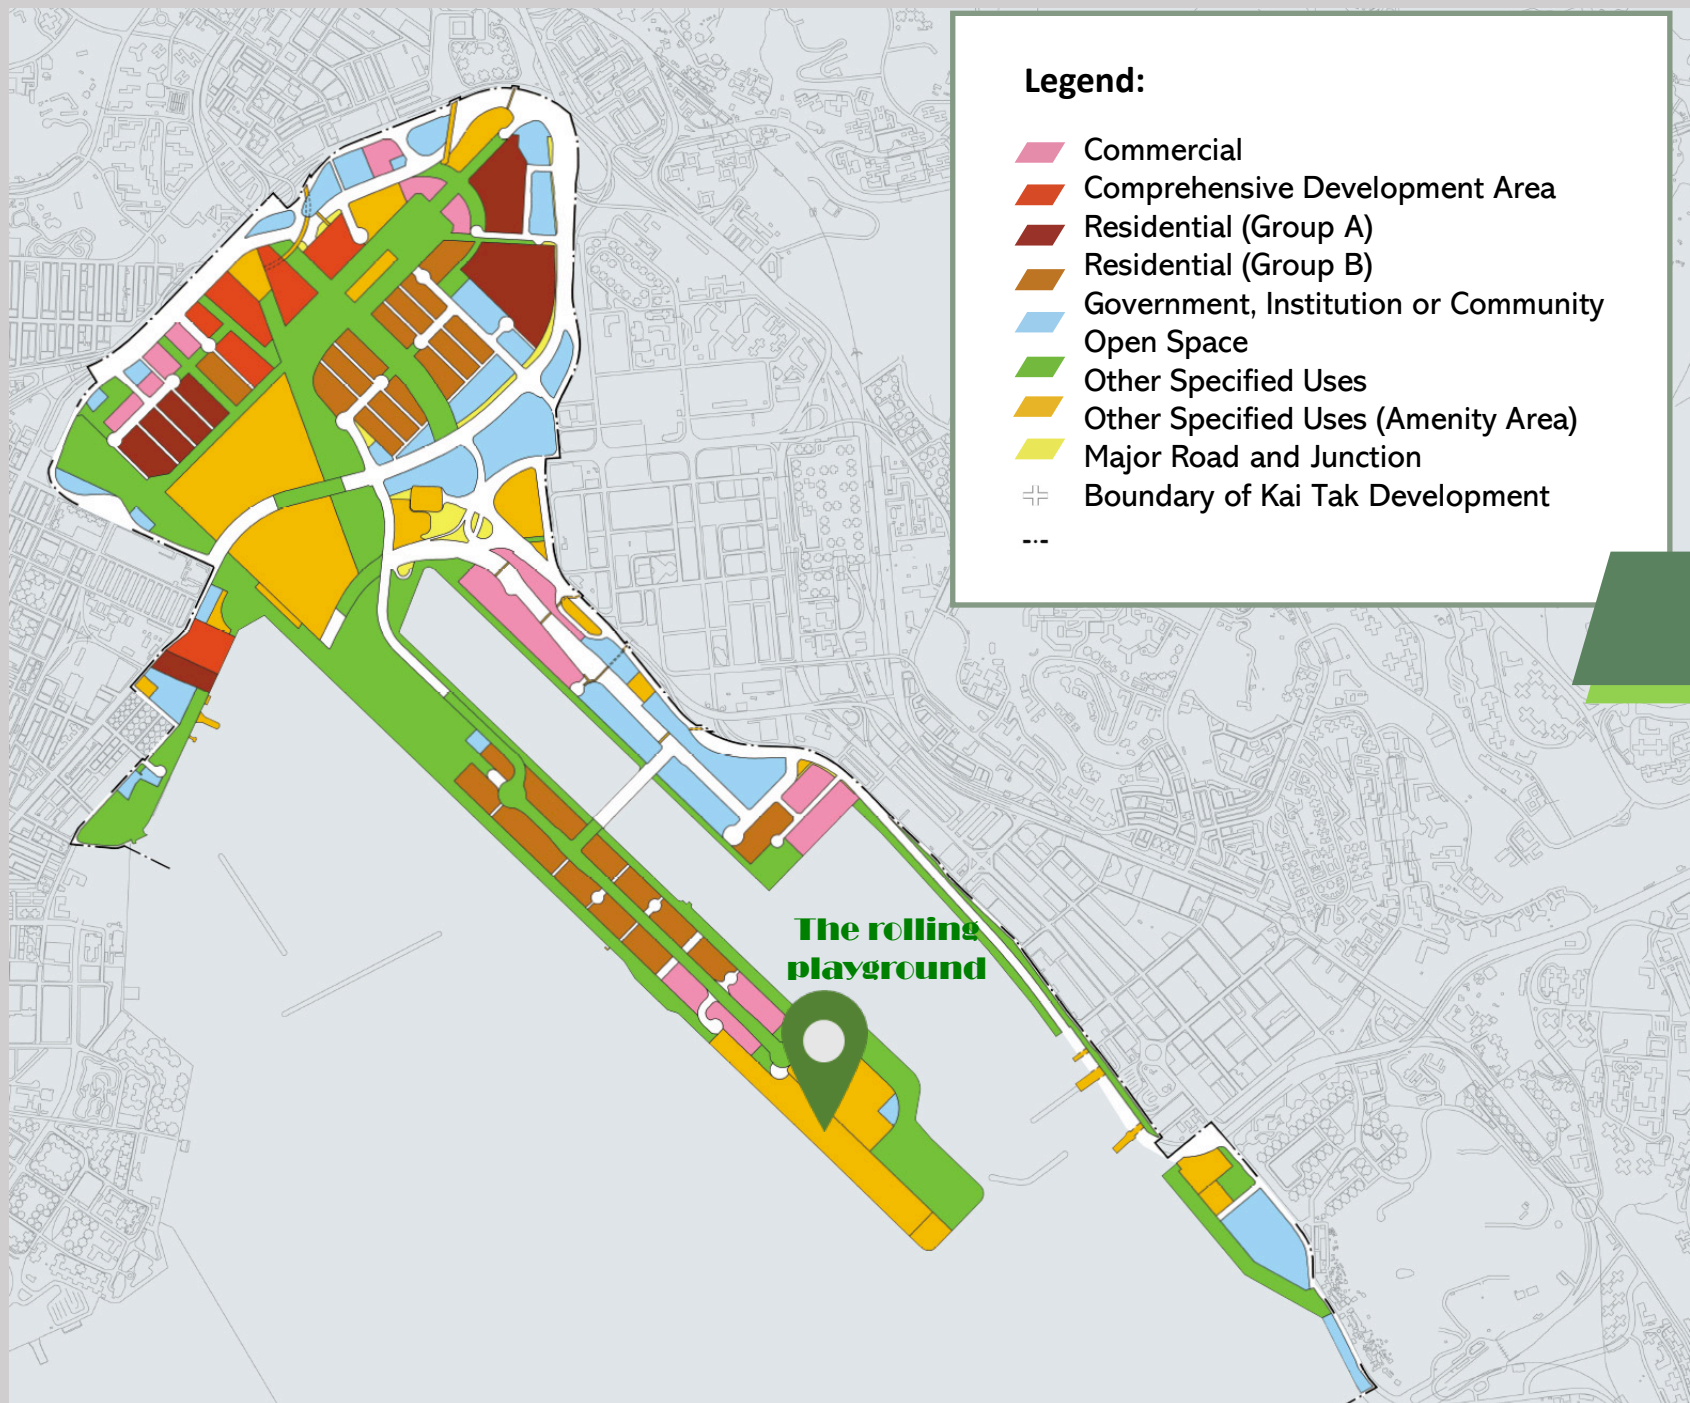 Legend:
Commercial
Comprehensive Development Area
Residential (Group A)
Residential (Group B)
Government, Institution or Community
Open Space
Other Specified Uses
Other Specified Uses (Amenity Area)
Major Road and Junction
Boundary of Kai Tak Development
The rolling
playground